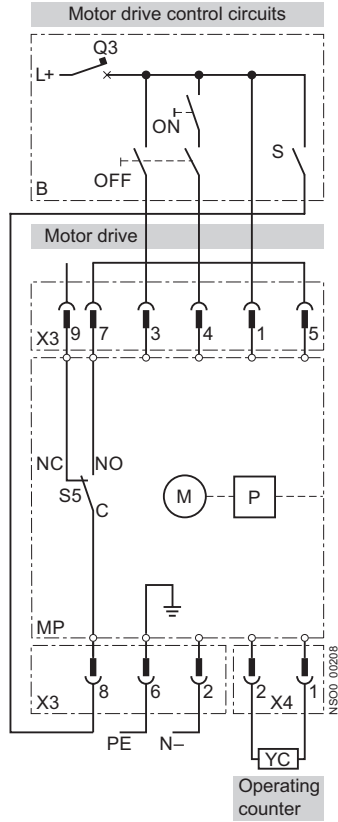 Motor drive control circuits
Q3
L+
ON
S
OFF
B
Motor drive
X3 9 7 3 4 1 5
NC NO
S5
C
M P
MP
X3 8 6 2 2 X4 1
PE N–
YC
NSO0 00208
Operating
counter